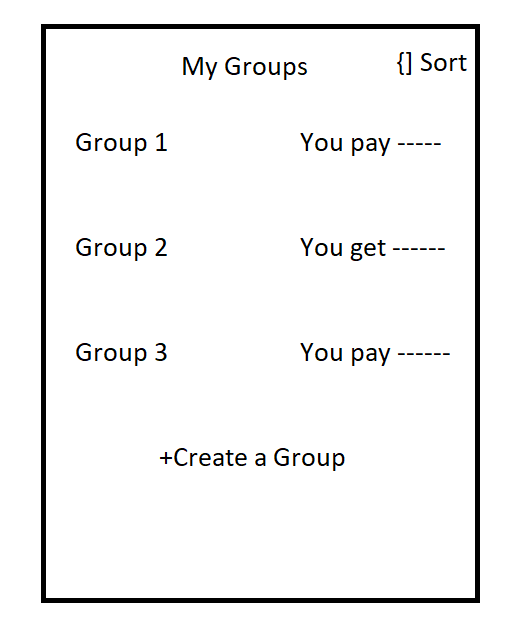 My Groups {] Sort
Group 1 You pay -----
Group 2 You get ------
Group 3 You pay ------
+Create a Group